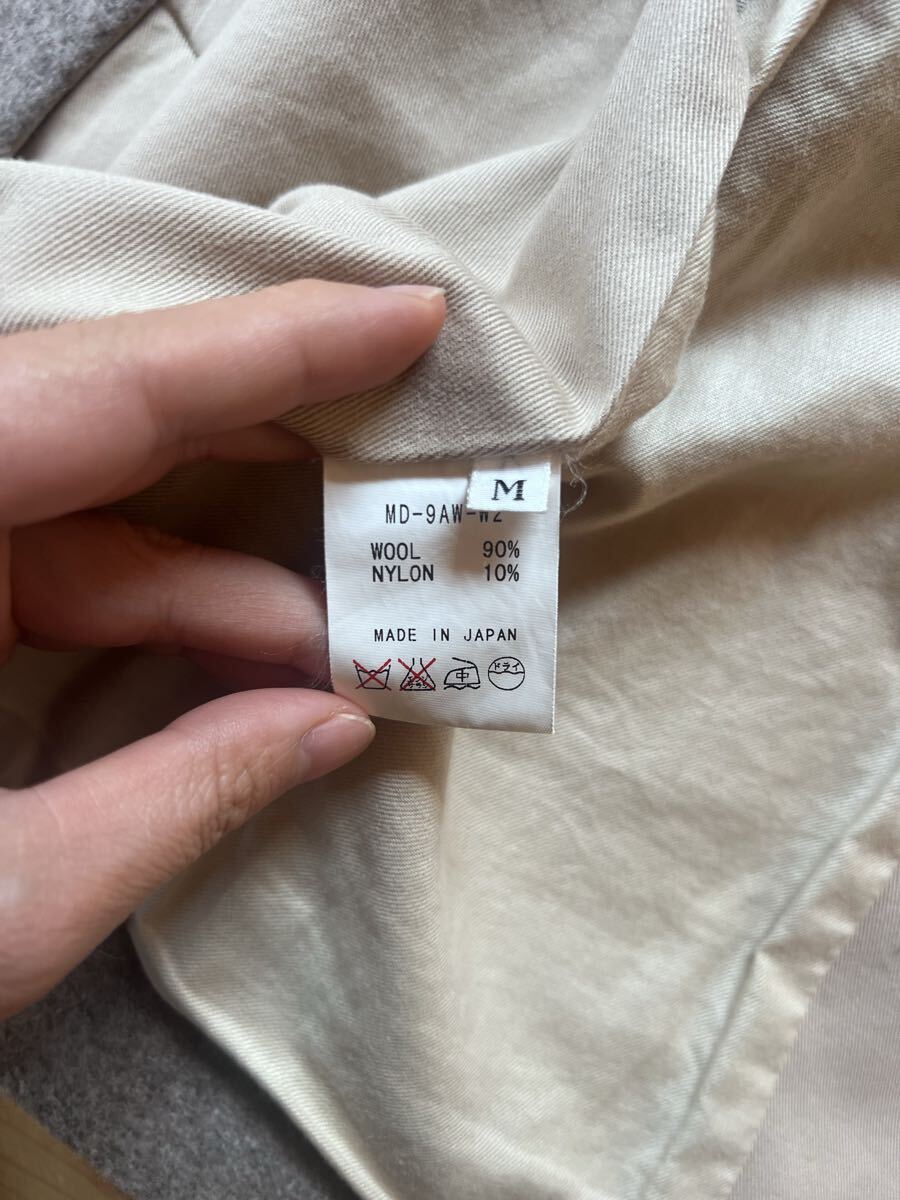 M
MD-9AW-W2
WOOL 90%
NYLON 10%
MADE IN JAPAN
中 ドライ